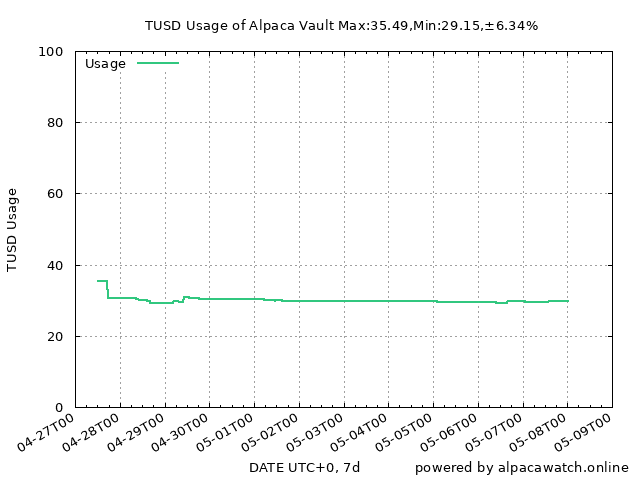 TUSD Usage of Alpaca Vault Max:35.49,Min:29.15,±6.34%
Usage
TUSD Usage
100
80
60
40
20
0
04-27T00
04-28T00
04-29T00
04-30T00
05-01T00
05-02T00
05-03T00
05-04T00
05-05T00
05-06T00
05-07T00
05-08T00
05-09T00
DATE UTC+0, 7d
powered by alpacawatch.online